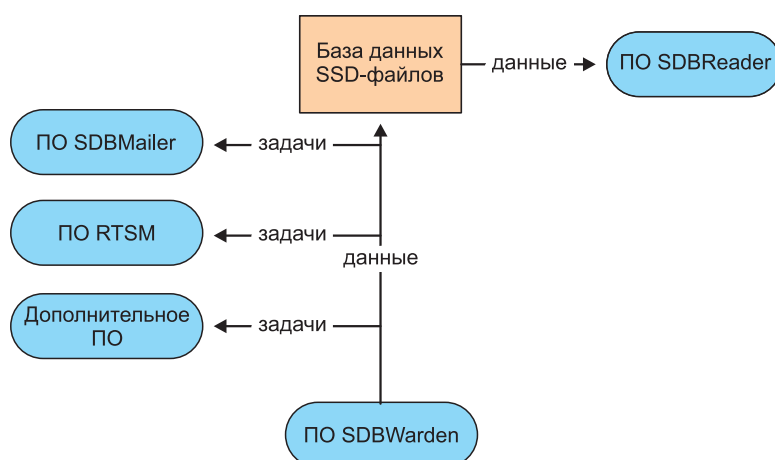 База данных
SSD-файлов
данные
ПО SDBReader
ПО SDBMailer
задачи
ПО RTSM
задачи
данные
Дополнительное
ПО
задачи
ПО SDBWarden